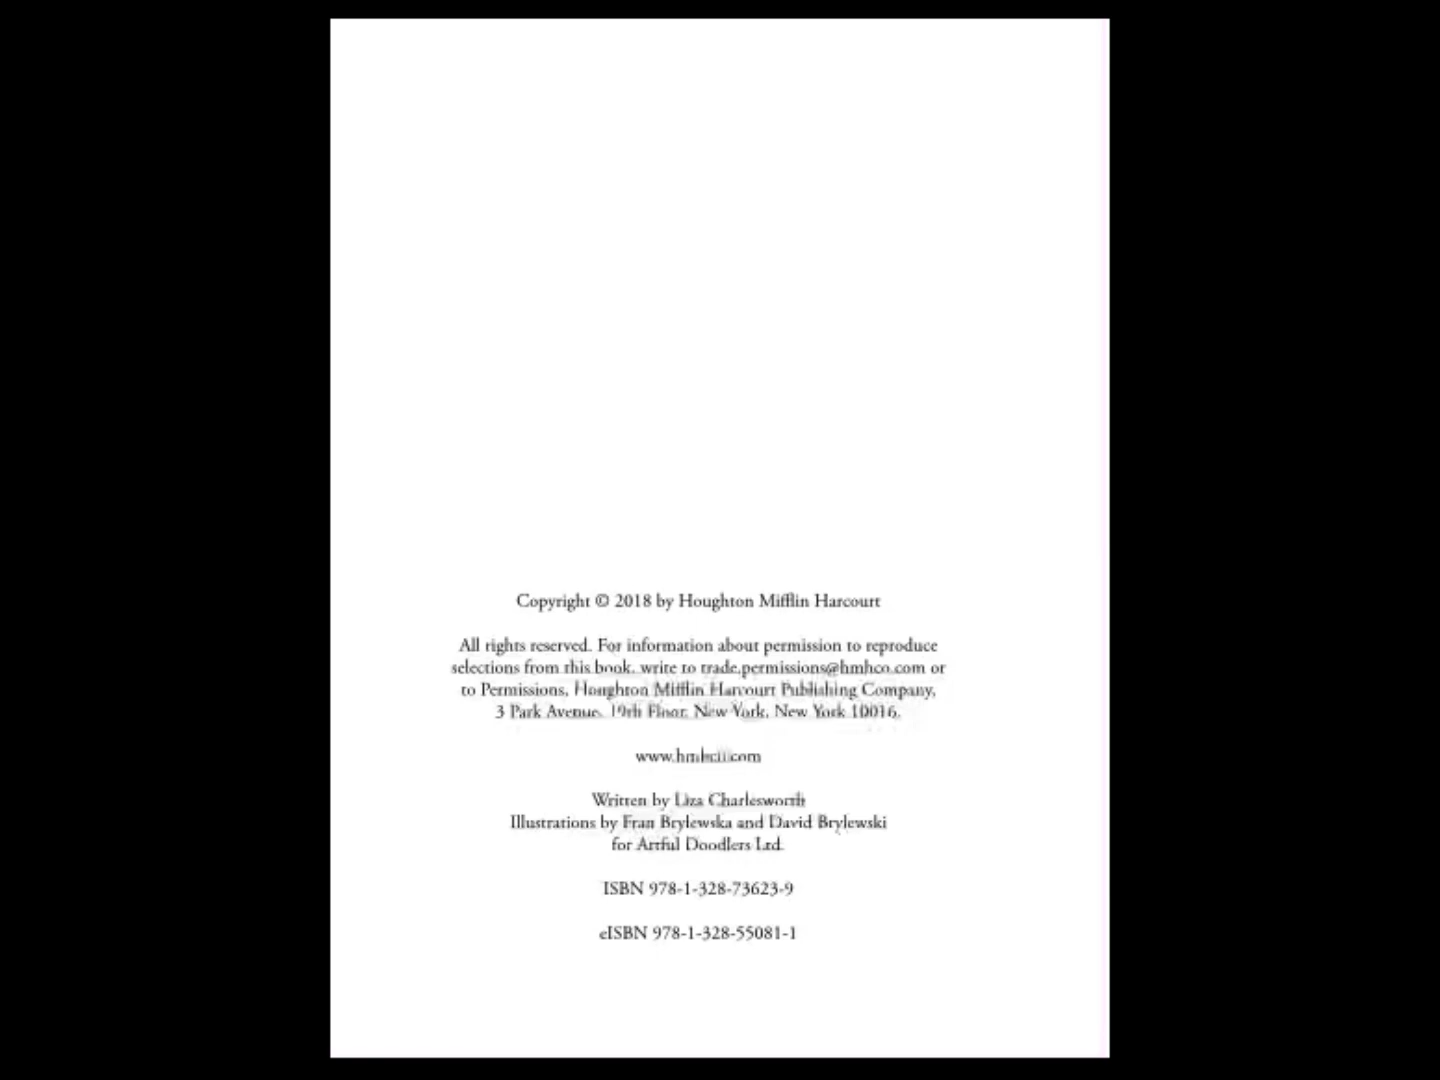 Copyright © 2018 by Houghton Mifflin Harcourt
All rights reserved. For information about permission to reproduce
selections from this book, write to trade.permissions@hmhco.com or
to Permissions, Houghton Mifflin Harcourt Publishing Company,
3 Park Avenue, 19th Floor, New York, New York 10016.
Written by Liza Charlesworth
Illustrations by Fran Brylewska and David Brylewski
for Artful Doodlers Ltd.
ISBN 978-1-328-73623-9
eISBN 978-1-328-55081-1